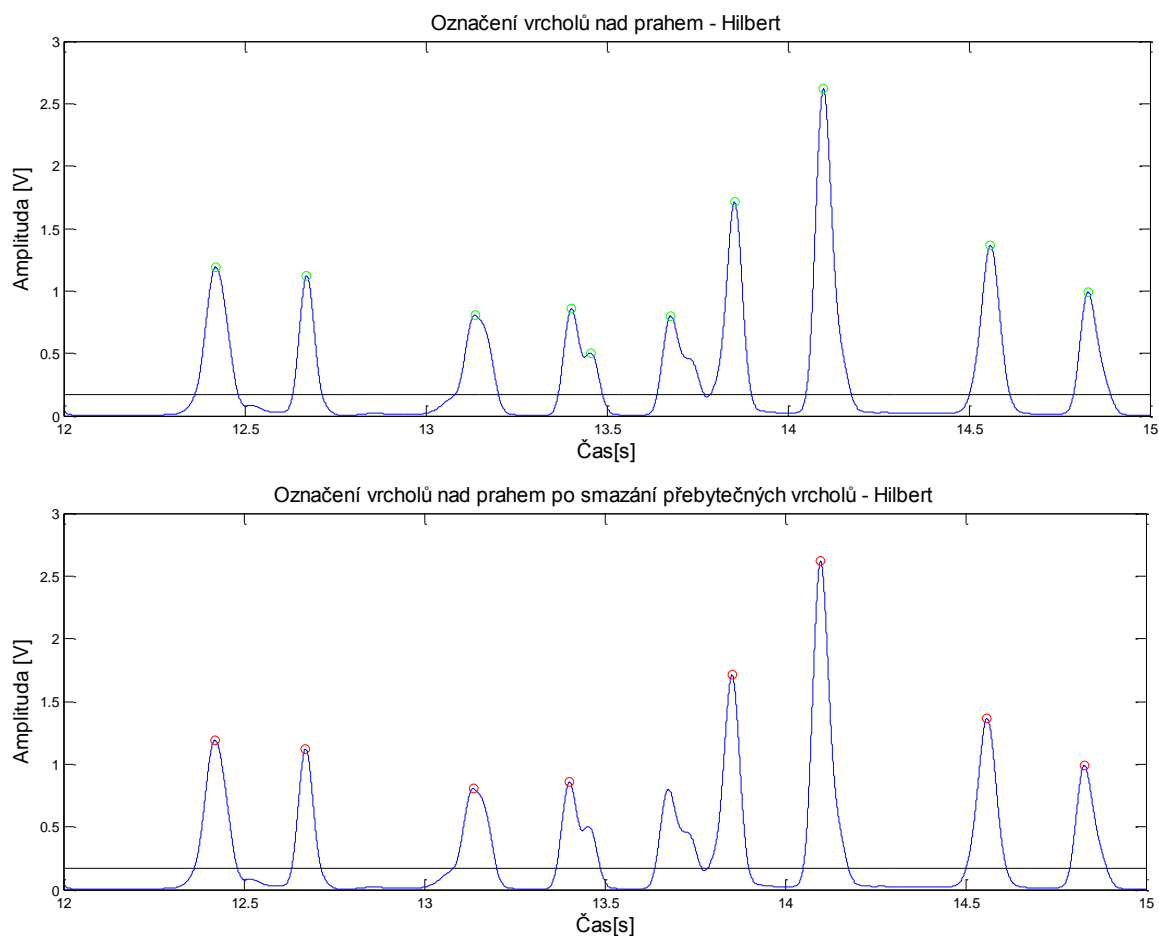 Označení vrcholů nad prahem - Hilbert
3
2.5
2
1.5
1
0.5
0
Amplituda [V]
12 12.5 13 13.5 14 14.5 15
Čas[s]
Označení vrcholů nad prahem po smazání přebytečných vrcholů - Hilbert
3
2.5
2
1.5
1
0.5
0
Amplituda [V]
12 12.5 13 13.5 14 14.5 15
Čas[s]